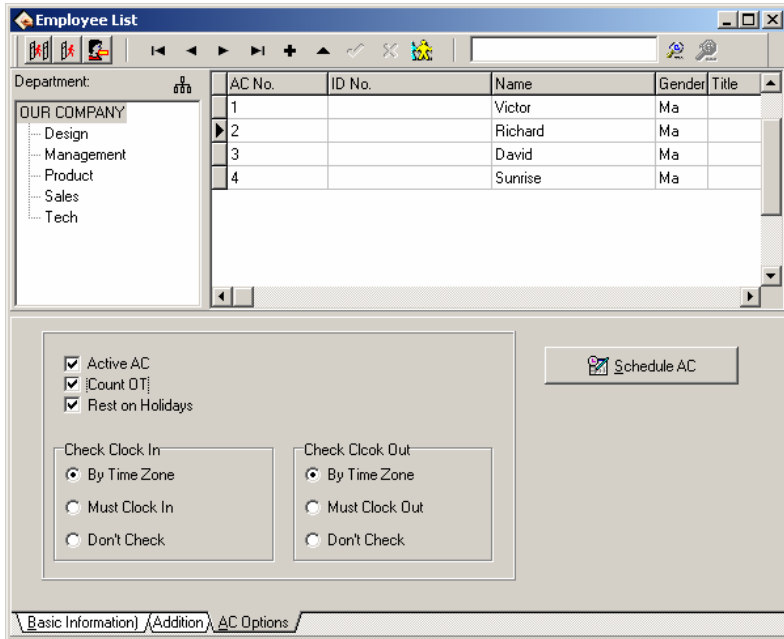 Employee List
Department:
AC No. ID No. Name Gender Title
OUR COMPANY
Design
Management
Product
Sales
Tech
1 Victor Ma
2 Richard Ma
3 David Ma
4 Sunrise Ma
Active AC
Count OT
Rest on Holidays
Schedule AC
Check Clock In
By Time Zone
Must Clock In
Don't Check
Check Clcok Out
By Time Zone
Must Clock Out
Don't Check
Basic Information) Addition AC Options